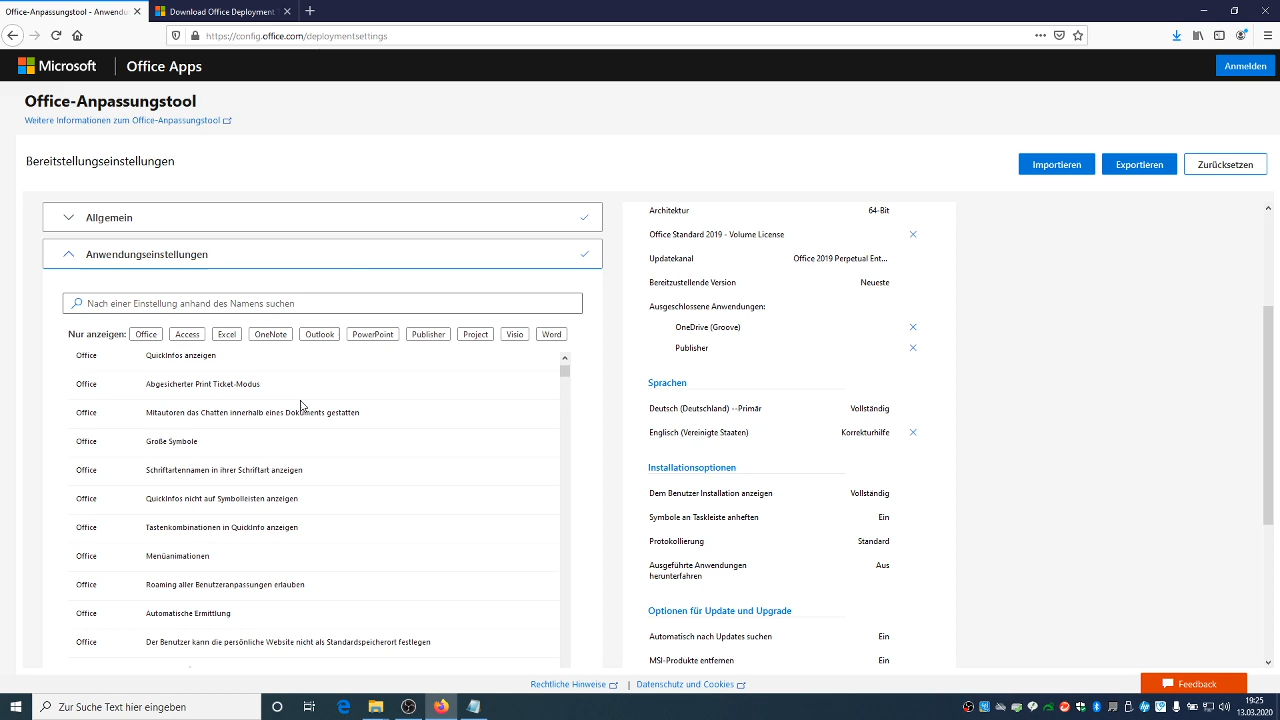 Office-Anpassungstool - Anwendu
Download Office Deployment
https://config.office.com/deploymentsettings
Microsoft | Office Apps
Anmelden
Office-Anpassungstool
Weitere Informationen zum Office-Anpassungstool
Bereitstellungseinstellungen
Importieren
Exportieren
Zurücksetzen
Allgemein
Anwendungseinstellungen
Nach einer Einstellung anhand des Namens suchen
Nur anzeigen: Office Access Excel OneNote Outlook PowerPoint Publisher Project Visio Word
Office QuickInfos anzeigen
Office Abgesicherter Print Ticket-Modus
Office Mitautoren das Chatten innerhalb eines Dokuments gestatten
Office Große Symbole
Office Schriftartennamen in ihrer Schriftart anzeigen
Office QuickInfos nicht auf Symbolleisten anzeigen
Office Tastenkombinationen in QuickInfo anzeigen
Office Menüanimationen
Office Roaming aller Benutzeranpassungen erlauben
Office Automatische Ermittlung
Office Der Benutzer kann die persönliche Website nicht als Standardspeicherort festlegen
Architektur 64-Bit
Office Standard 2019 - Volume License
Updatekanal Office 2019 Perpetual Ent...
Bereitzustellende Version Neueste
Ausgeschlossene Anwendungen:
OneDrive (Groove)
Publisher
Sprachen
Deutsch (Deutschland) --Primär Vollständig
Englisch (Vereinigte Staaten) Korrekturhilfe
Installationsoptionen
Dem Benutzer Installation anzeigen Vollständig
Symbole an Taskleiste anheften Ein
Protokollierung Standard
Ausgeführte Anwendungen Aus
herunterfahren
Optionen für Update und Upgrade
Automatisch nach Updates suchen Ein
MSI-Produkte entfernen Ein
Rechtliche Hinweise | Datenschutz und Cookies
Feedback
Zur Suche Text hier eingeben
19:25
13.03.2020